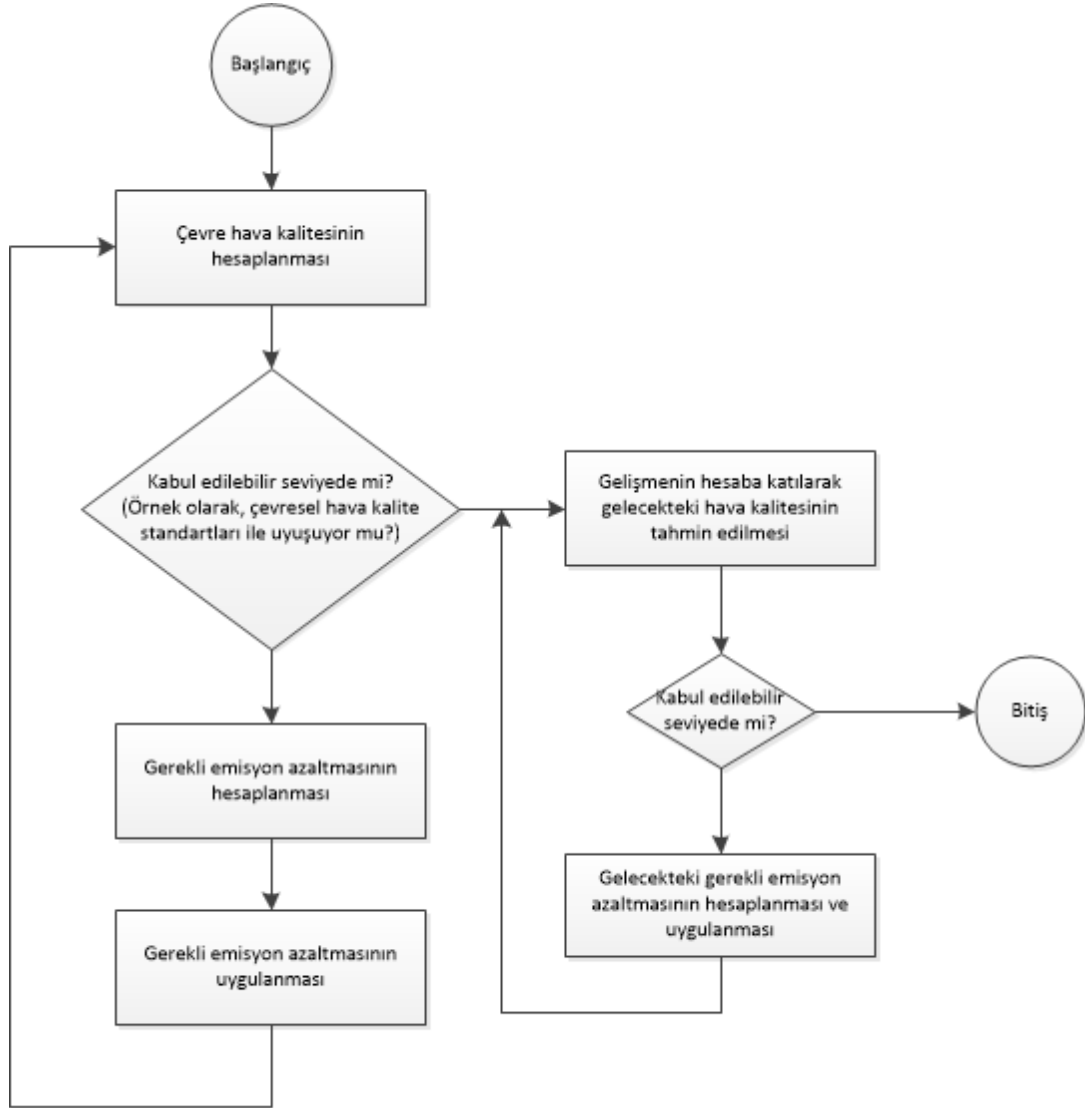 Başlangıç
Çevre hava kalitesinin
hesaplanması
Kabul edilebilir seviyede mi?
(Örnek olarak, çevresel hava kalite
standartları ile uyuşuyor mu?)
Gerekli emisyon azaltmasının
hesaplanması
Gerekli emisyon azaltmasının
uygulanması
Gelişmenin hesaba katılarak
gelecekteki hava kalitesinin
tahmin edilmesi
Kabul edilebilir
seviyede mi?
Bitiş
Gelecekteki gerekli emisyon
azaltmasının hesaplanması ve
uygulanması